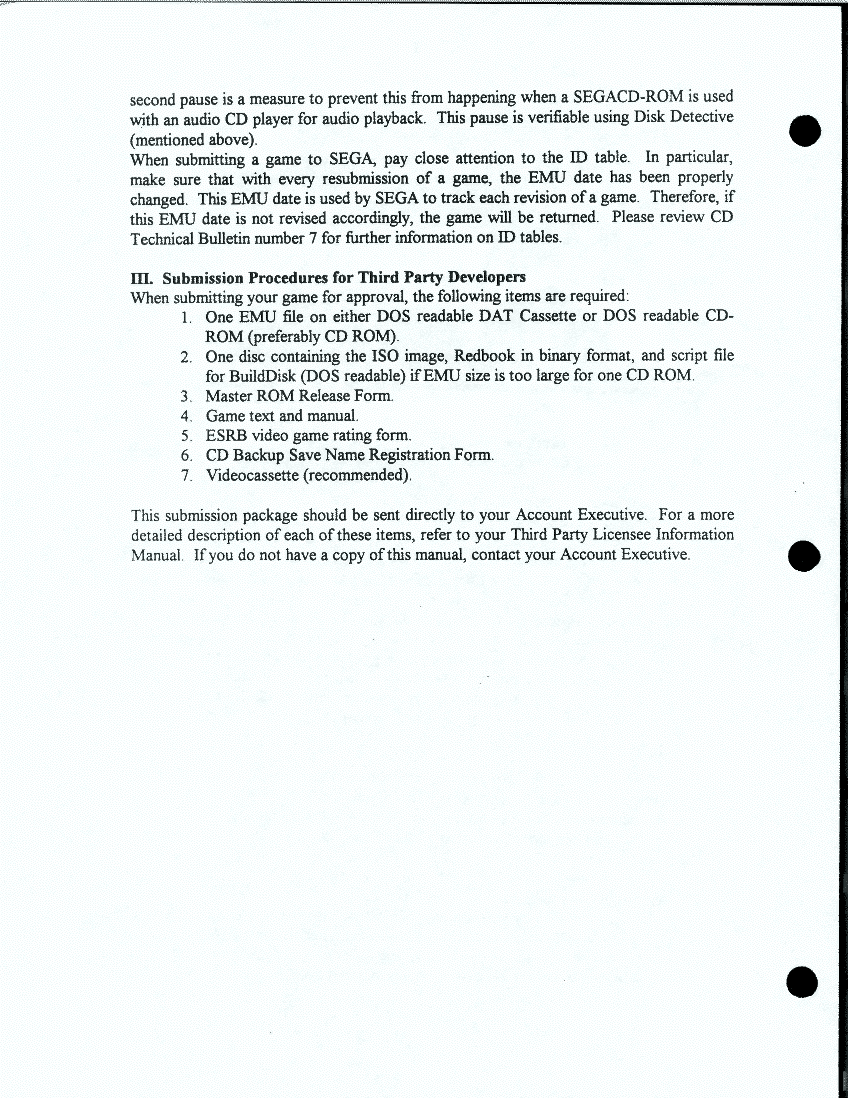 second pause is a measure to prevent this from happening when a SEGACD-ROM is used
with an audio CD player for audio playback. This pause is verifiable using Disk Detective
(mentioned above).
When submitting a game to SEGA, pay close attention to the ID table. In particular,
make sure that with every resubmission of a game, the EMU date has been properly
changed. This EMU date is used by SEGA to track each revision of a game. Therefore, if
this EMU date is not revised accordingly, the game will be returned. Please review CD
Technical Bulletin number 7 for further information on ID tables.
III. Submission Procedures for Third Party Developers
When submitting your game for approval, the following items are required:
1. One EMU file on either DOS readable DAT Cassette or DOS readable CD-
ROM (preferably CD ROM).
2. One disc containing the ISO image, Redbook in binary format, and script file
for BuildDisk (DOS readable) if EMU size is too large for one CD ROM.
3. Master ROM Release Form.
4. Game text and manual.
5. ESRB video game rating form.
6. CD Backup Save Name Registration Form.
7. Videocassette (recommended).
This submission package should be sent directly to your Account Executive. For a more
detailed description of each of these items, refer to your Third Party Licensee Information
Manual. If you do not have a copy of this manual, contact your Account Executive.